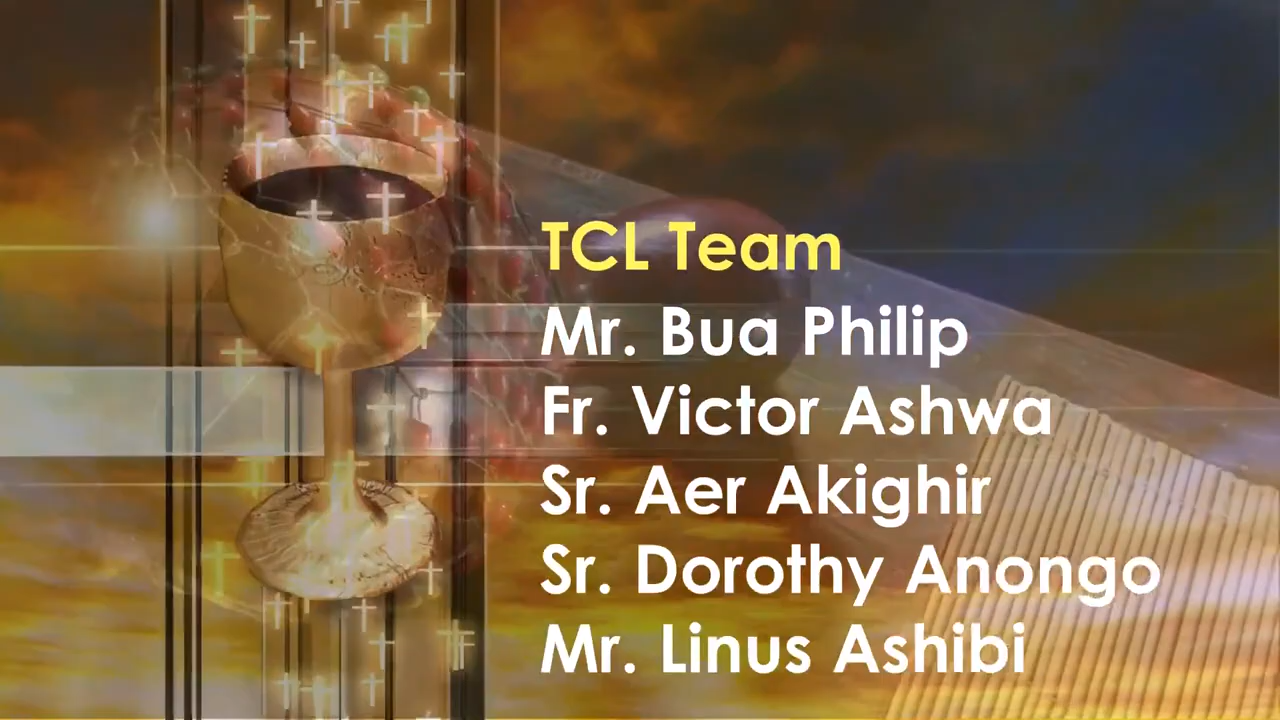 TCL Team
Mr. Bua Philip
Fr. Victor Ashwa
Sr. Aer Akighir
Sr. Dorothy Anongo
Mr. Linus Ashibi